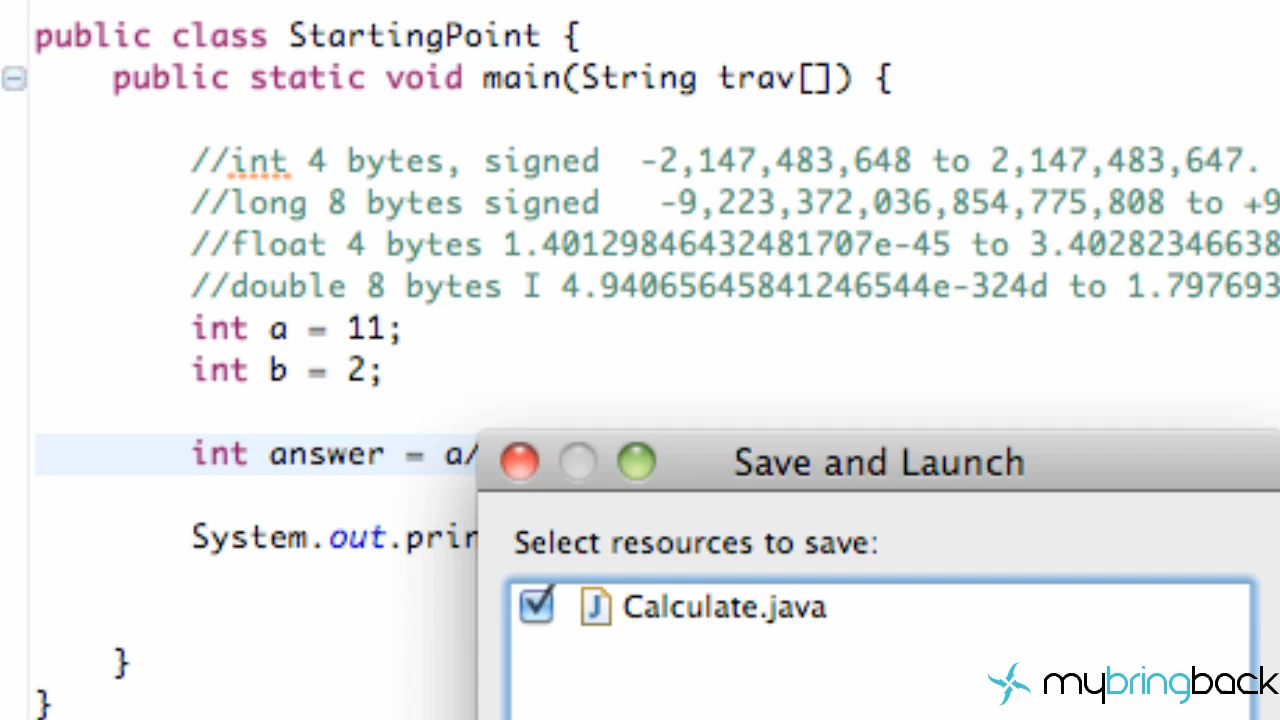 public class StartingPoint {
public static void main(String trav[]) {
//int 4 bytes, signed -2,147,483,648 to 2,147,483,647.
//long 8 bytes signed -9,223,372,036,854,775,808 to +9
//float 4 bytes 1.40129846432481707e-45 to 3.40282346638
//double 8 bytes I 4.94065645841246544e-324d to 1.797693
int a = 11;
int b = 2;
int answer = a/
System.out.prin
}
}
Save and Launch
Select resources to save:
J Calculate.java
mybringback